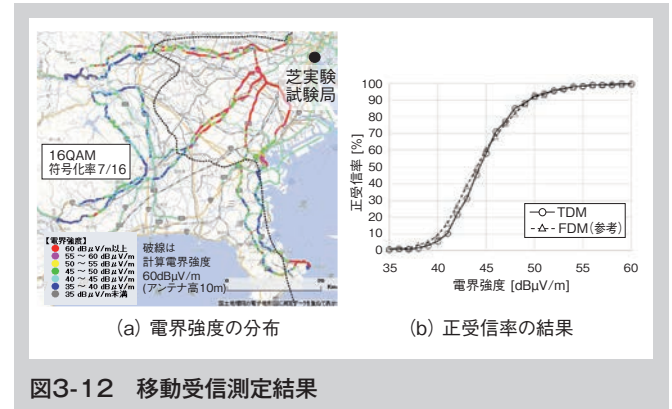 芝実験
試験局
16QAM
符号化率7/16
【電界強度】
60 dBμV/m以上
55 ～ 60 dBμV/m
50 ～ 55 dBμV/m
45 ～ 50 dBμV/m
40 ～ 45 dBμV/m
35 ～ 40 dBμV/m
35 dBμV/m未満
破線は
計算電界強度
60dBμV/m
(アンテナ高10m)
(a) 電界強度の分布
正受信率 [%]
100
90
80
70
60
50
40
30
20
10
0
TDM
FDM(参考)
35 40 45 50 55 60
電界強度 [dBμV/m]
(b) 正受信率の結果
図3-12 移動受信測定結果